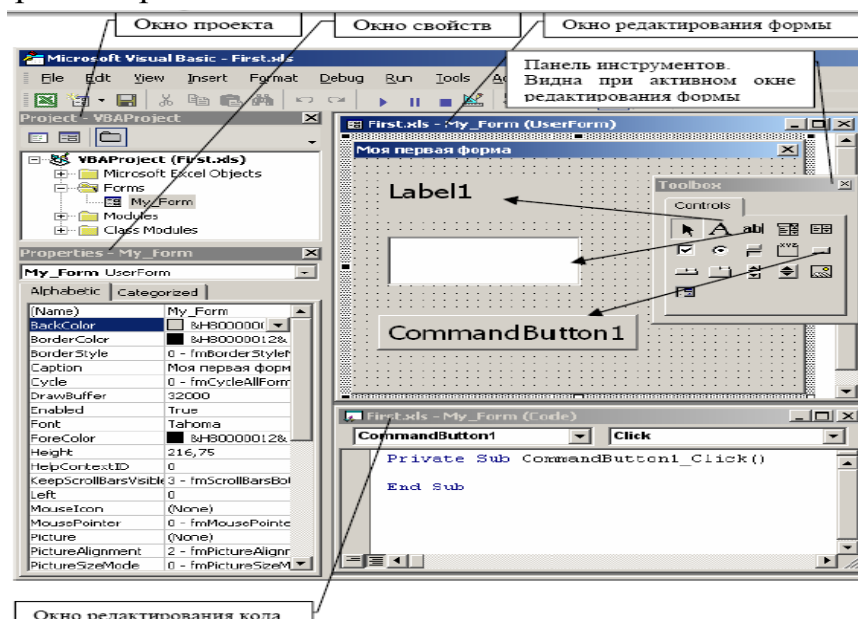 Окно проекта
Окно свойств
Окно редактирования формы
Microsoft Visual Basic - First.xls
Панель инструментов.
Видна при активном окне
редактирования формы
File Edit View Insert Format Debug Run Tools
Project - VBAProject
VBAProject (First.xls)
Microsoft Excel Objects
Forms
My_Form
Modules
Class Modules
Properties - My_Form
My_Form UserForm
Alphabetic Categorized
(Name) My_Form
BackColor &H800000
BorderColor &H80000012&
BorderStyle 0 - fmBorderStyle
Caption Моя первая форм
Cycle 0 - fmCycleAllForm
DrawBuffer 32000
Enabled True
Font Tahoma
ForeColor &H80000012&
Height 216,75
HelpContextID 0
KeepScrollBarsVisible 3 - fmScrollBarsBo
Left 0
MouseIcon (None)
MousePointer 0 - fmMousePointe
Picture (None)
PictureAlignment 2 - fmPictureAlignr
PictureSizeMode 0 - fmPictureSizeM
First.xls - My_Form (UserForm)
Моя первая форма
Label1
CommandButton1
Toolbox
Controls
A abl
xyz
First.xls - My_Form (Code)
CommandButton1 Click
Private Sub CommandButton1_Click()
End Sub
Окно редактирования кода